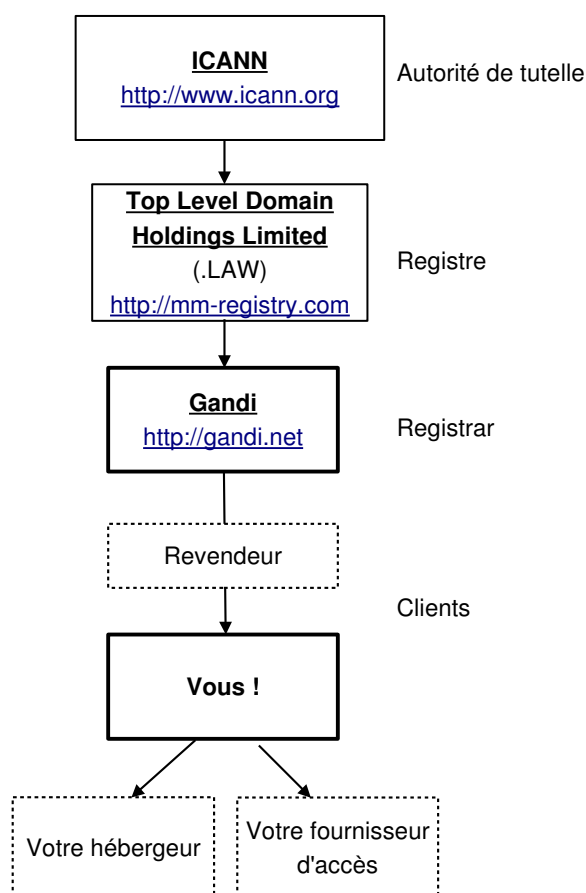 ICANN
http://www.icann.org
Autorité de tutelle
Top Level Domain
Holdings Limited
(.LAW)
http://mm-registry.com
Registre
Gandi
http://gandi.net
Registrar
Revendeur
Clients
Vous !
Votre hébergeur
Votre fournisseur
d'accès